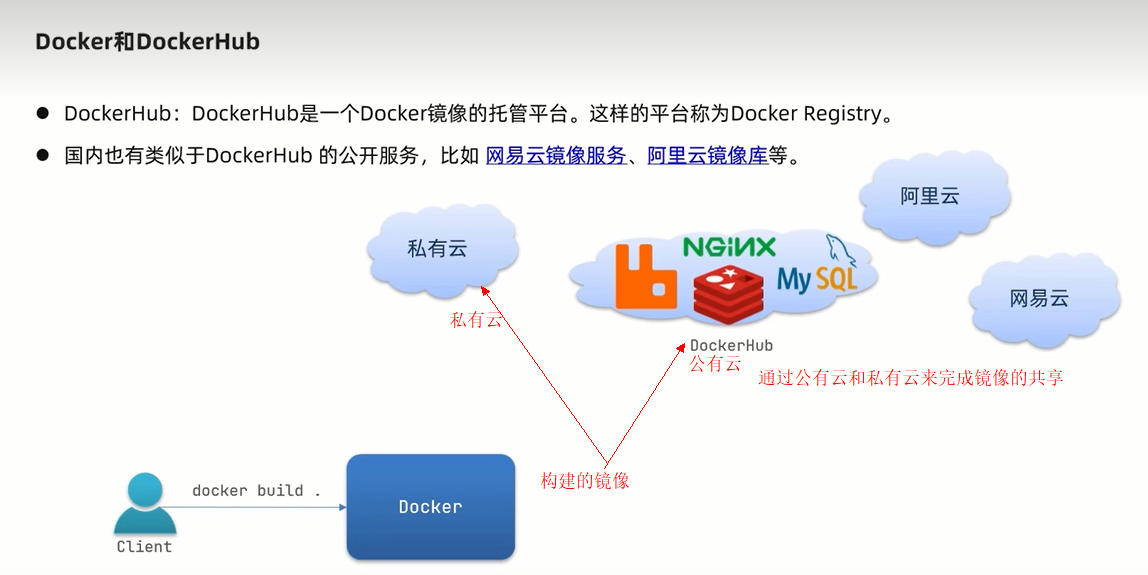 Docker和DockerHub
DockerHub：DockerHub是一个Docker镜像的托管平台。这样的平台称为Docker Registry。
国内也有类似于DockerHub 的公开服务，比如 网易云镜像服务、阿里云镜像库等。
阿里云
私有云
NGiNX
MySQL
网易云
私有云
DockerHub
公有云
通过公有云和私有云来完成镜像的共享
构建的镜像
docker build .
Docker
Client